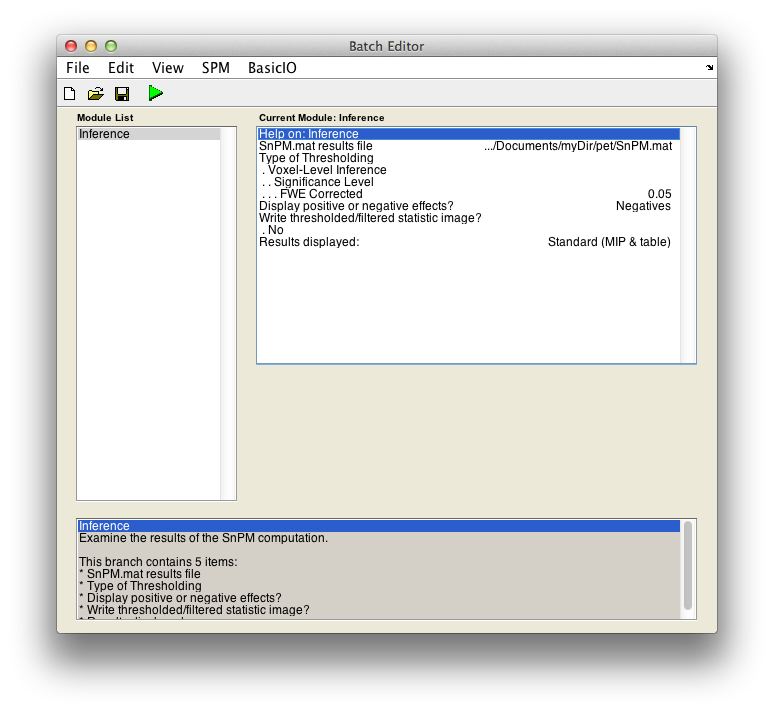 Batch Editor
File Edit View SPM BasicIO
Module List
Inference
Current Module: Inference
Help on: Inference
SnPM.mat results file .../Documents/myDir/pet/SnPM.mat
Type of Thresholding
. Voxel-Level Inference
. . Significance Level
. . . FWE Corrected 0.05
Display positive or negative effects? Negatives
Write thresholded/filtered statistic image?
. No
Results displayed: Standard (MIP & table)
Inference
Examine the results of the SnPM computation.
This branch contains 5 items:
* SnPM.mat results file
* Type of Thresholding
* Display positive or negative effects?
* Write thresholded/filtered statistic image?